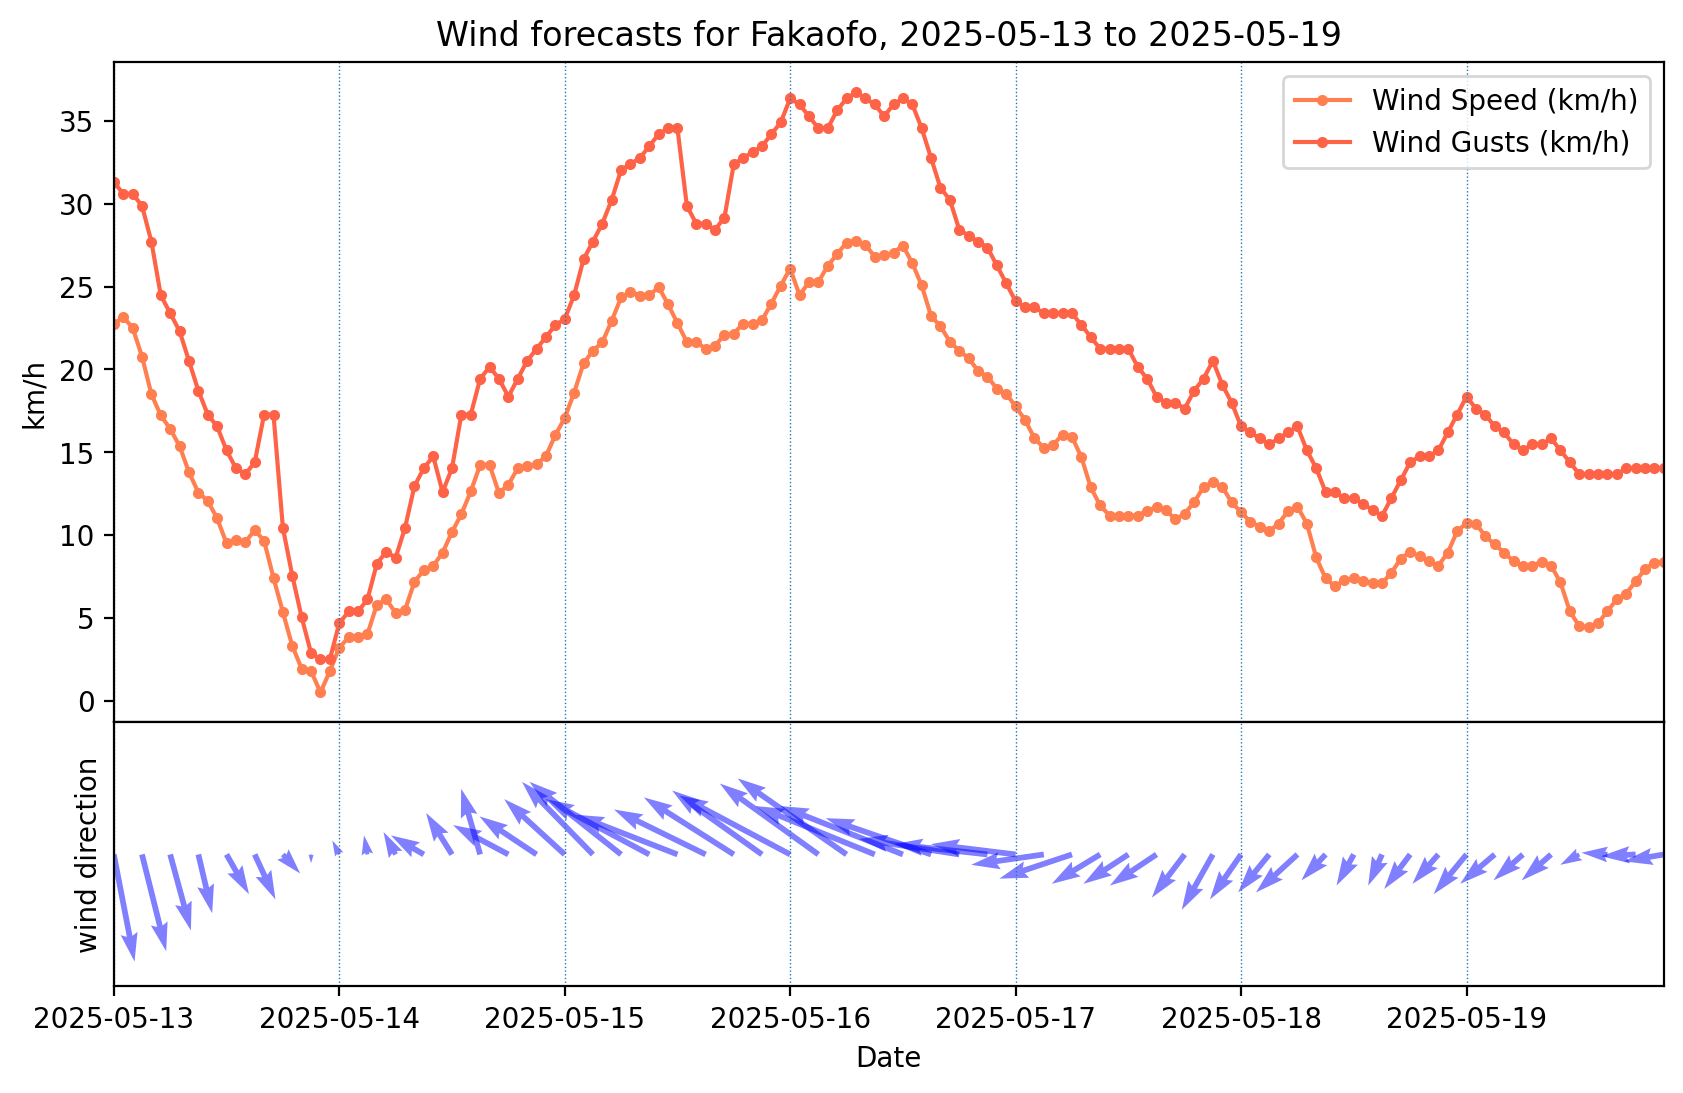 Wind forecasts for Fakaofo, 2025-05-13 to 2025-05-19
Wind Speed (km/h)
Wind Gusts (km/h)
km/h
35
30
25
20
15
10
5
0
wind direction
2025-05-13
2025-05-14
2025-05-15
2025-05-16
2025-05-17
2025-05-18
2025-05-19
Date